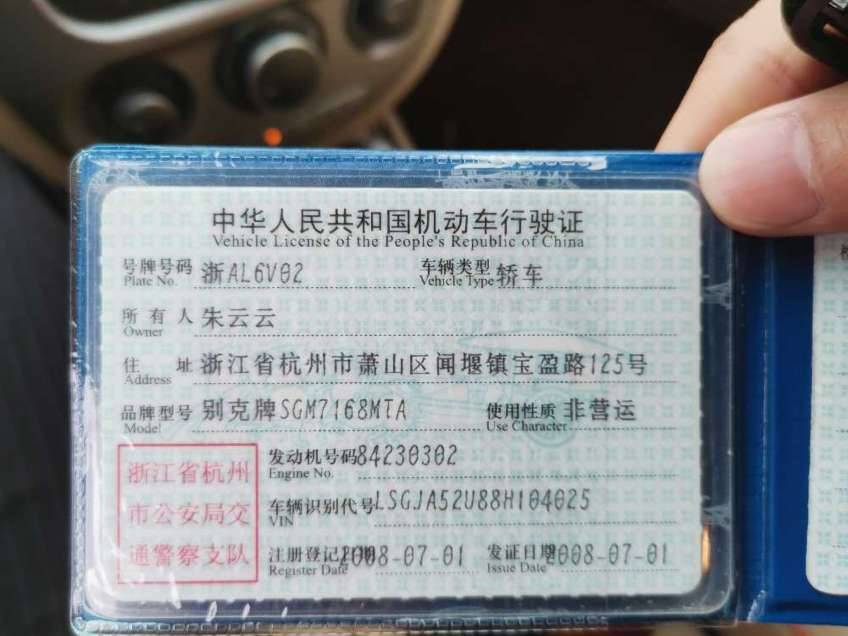 中华人民共和国机动车行驶证
Vehicle License of the People's Republic of China
号牌号码 浙AL6V02 车辆类型 轿车
Plate No. Vehicle Type
所有人 朱云云
Owner
住址 浙江省杭州市萧山区闻堰镇宝盈路125号
Address
品牌型号 别克牌SGM7168MTA 使用性质 非营运
Model Use Character
浙江省杭州
市公安局交
通警察支队
发动机号码 84230302
Engine No.
车辆识别代号 LSGJA52U88H104025
VIN
注册登记日期 2008-07-01 发证日期 2008-07-01
Register Date Issue Date